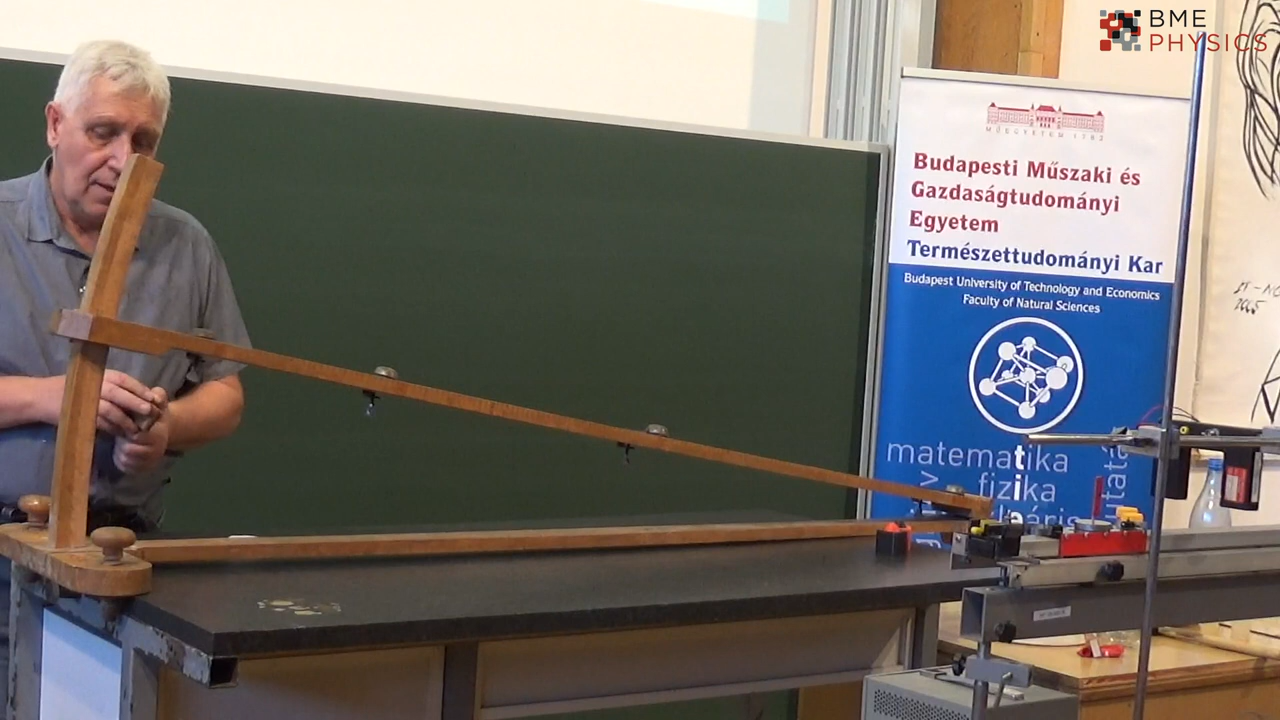 BME
PHYSICS
MŰEGYETEM 1782
Budapesti Műszaki és
Gazdaságtudományi
Egyetem
Természettudományi Kar
Budapest University of Technology and Economics
Faculty of Natural Sciences
matematika
fizika